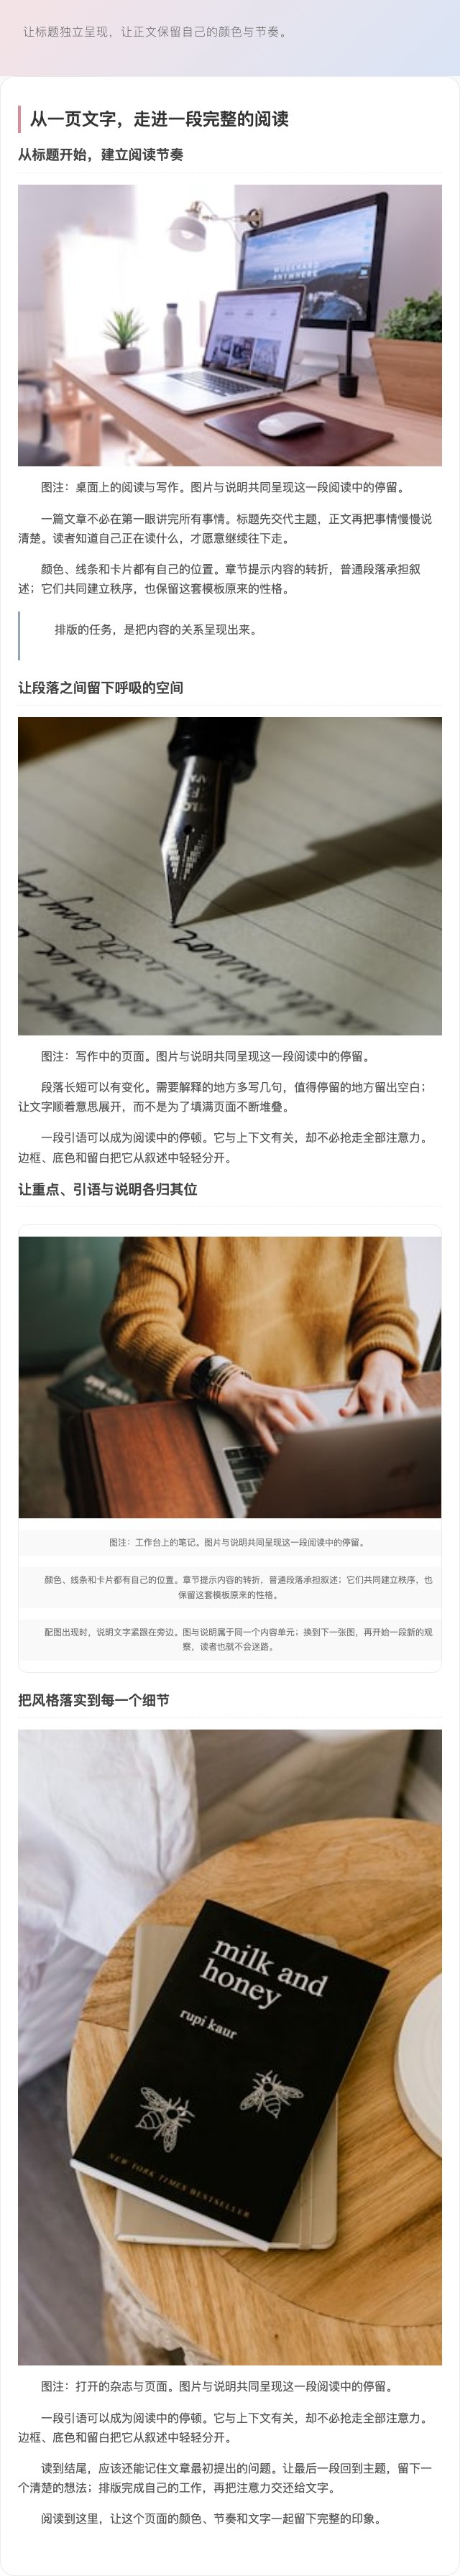 让标题独立呈现，让正文保留自己的颜色与节奏。
从一页文字，走进一段完整的阅读
从标题开始，建立阅读节奏
WORK HARD
ANYWHERE
图注：桌面上的阅读与写作。图片与说明共同呈现这一段阅读中的停留。
一篇文章不必在第一眼讲完所有事情。标题先交代主题，正文再把事情慢慢说
清楚。读者知道自己正在读什么，才愿意继续往下走。
颜色、线条和卡片都有自己的位置。章节提示内容的转折，普通段落承担叙
述；它们共同建立秩序，也保留这套模板原来的性格。
排版的任务，是把内容的关系呈现出来。
让段落之间留下呼吸的空间
图注：写作中的页面。图片与说明共同呈现这一段阅读中的停留。
段落长短可以有变化。需要解释的地方多写几句，值得停留的地方留出空白；
让文字顺着意思展开，而不是为了填满页面不断堆叠。
一段引语可以成为阅读中的停顿。它与上下文有关，却不必抢走全部注意力。
边框、底色和留白把它从叙述中轻轻分开。
让重点、引语与说明各归其位
图注：工作台上的笔记。图片与说明共同呈现这一段阅读中的停留。
颜色、线条和卡片都有自己的位置。章节提示内容的转折，普通段落承担叙述；它们共同建立秩序，也
保留这套模板原来的性格。
配图出现时，说明文字紧跟在旁边。图与说明属于同一个内容单元；换到下一张图，再开始一段新的观
察，读者也就不会迷路。
把风格落实到每一个细节
milk and
honey
rupi kaur
NEW YORK TIMES BESTSELLER
图注：打开的杂志与页面。图片与说明共同呈现这一段阅读中的停留。
一段引语可以成为阅读中的停顿。它与上下文有关，却不必抢走全部注意力。
边框、底色和留白把它从叙述中轻轻分开。
读到结尾，应该还能记住文章最初提出的问题。让最后一段回到主题，留下一
个清楚的想法；排版完成自己的工作，再把注意力交还给文字。
阅读到这里，让这个页面的颜色、节奏和文字一起留下完整的印象。